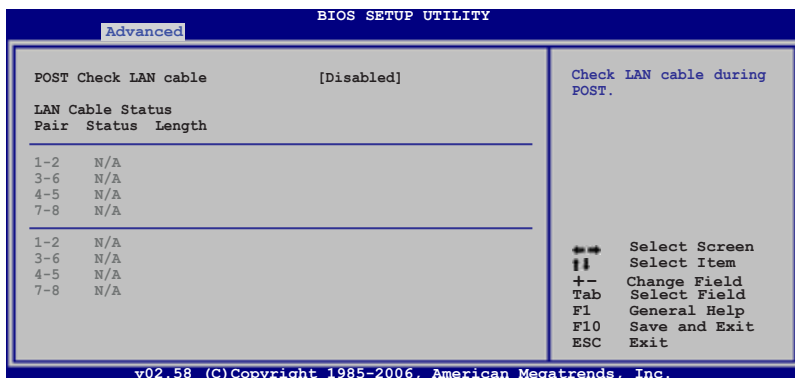 BIOS SETUP UTILITY
Advanced
POST Check LAN cable [Disabled]
LAN Cable Status
Pair Status Length
1-2 N/A
3-6 N/A
4-5 N/A
7-8 N/A
1-2 N/A
3-6 N/A
4-5 N/A
7-8 N/A
Check LAN cable during
POST.
←→ Select Screen
↑↓ Select Item
+- Change Field
Tab Select Field
F1 General Help
F10 Save and Exit
ESC Exit
v02.58 (C)Copyright 1985-2006, American Megatrends, Inc.